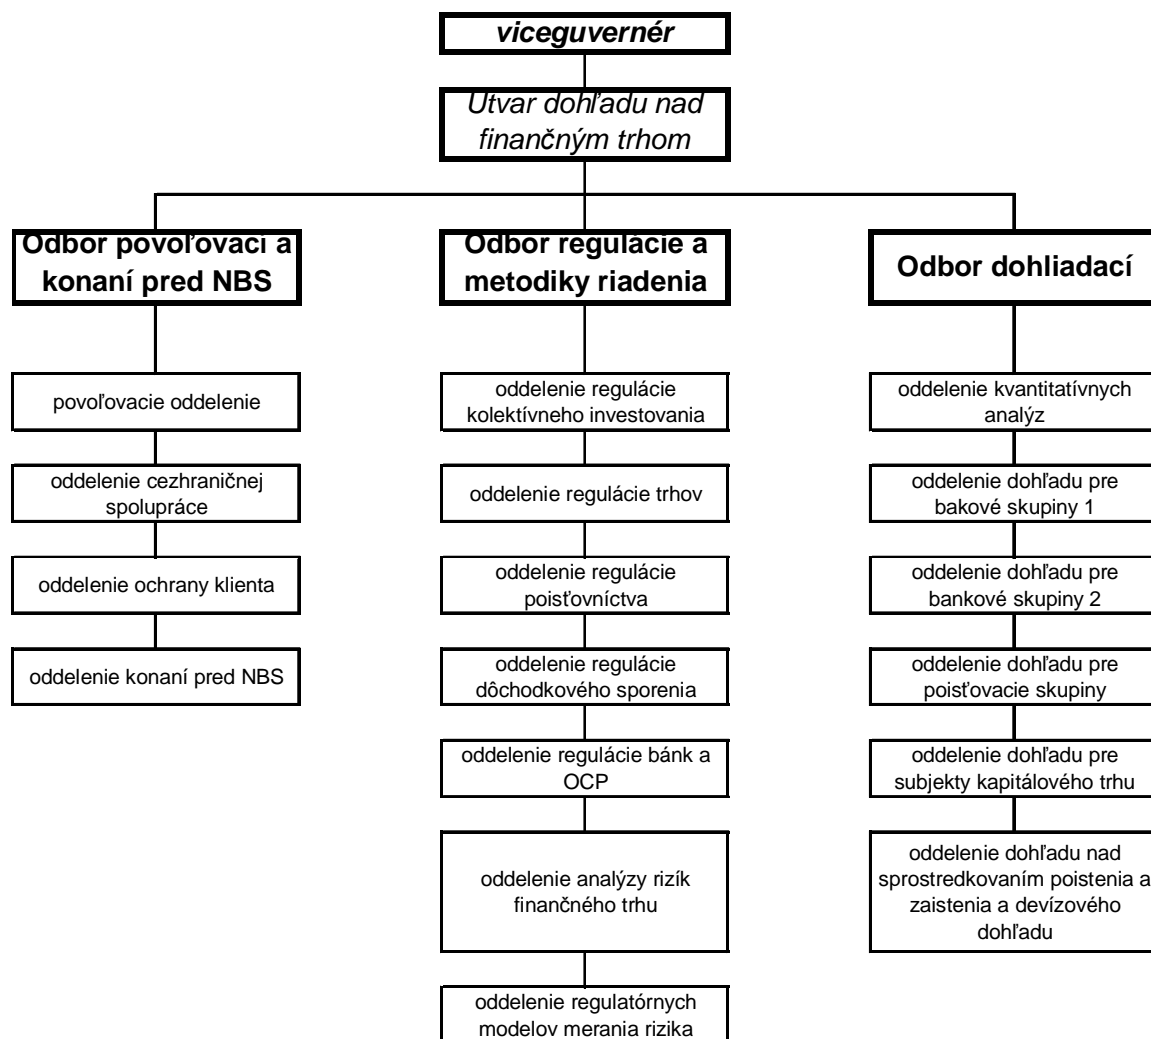 viceguvernér
Utvar dohľadu nad
finančným trhom
Odbor povoľovací a
konaní pred NBS
povoľovacie oddelenie
oddelenie cezhraničnej
spolupráce
oddelenie ochrany klienta
oddelenie konaní pred NBS
Odbor regulácie a
metodiky riadenia
oddelenie regulácie
kolektívneho investovania
oddelenie regulácie trhov
oddelenie regulácie
poisťovníctva
oddelenie regulácie
dôchodkového sporenia
oddelenie regulácie bánk a
OCP
oddelenie analýzy rizík
finančného trhu
oddelenie regulatórnych
modelov merania rizika
Odbor dohliadací
oddelenie kvantitatívnych
analýz
oddelenie dohľadu pre
bakové skupiny 1
oddelenie dohľadu pre
bankové skupiny 2
oddelenie dohľadu pre
poisťovacie skupiny
oddelenie dohľadu pre
subjekty kapitálového trhu
oddelenie dohľadu nad
sprostredkovaním poistenia a
zaistenia a devízového
dohľadu